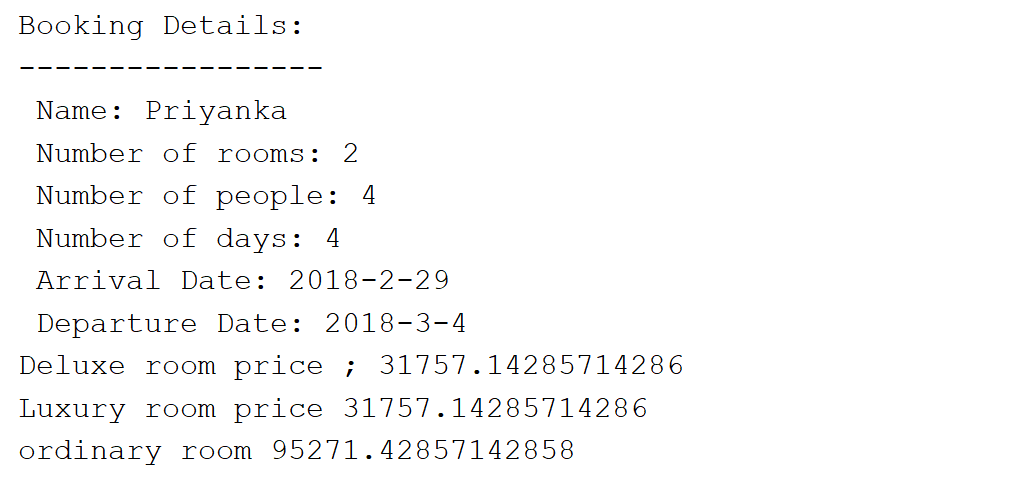 Booking Details:
-----------------
Name: Priyanka
Number of rooms: 2
Number of people: 4
Number of days: 4
Arrival Date: 2018-2-29
Departure Date: 2018-3-4
Deluxe room price ; 31757.14285714286
Luxury room price 31757.14285714286
ordinary room 95271.42857142858